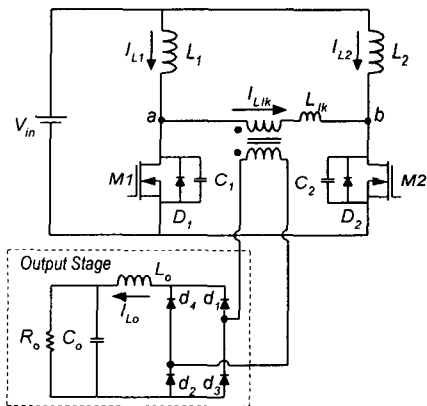 I_L1 L_1 I_L2 L_2
I_Llk L_lk
a b
V_in
M1 C_1 C_2 M2
D_1 D_2
Output Stage
L_o
d_4 d_1
I_Lo
R_o C_o
d_2 d_3